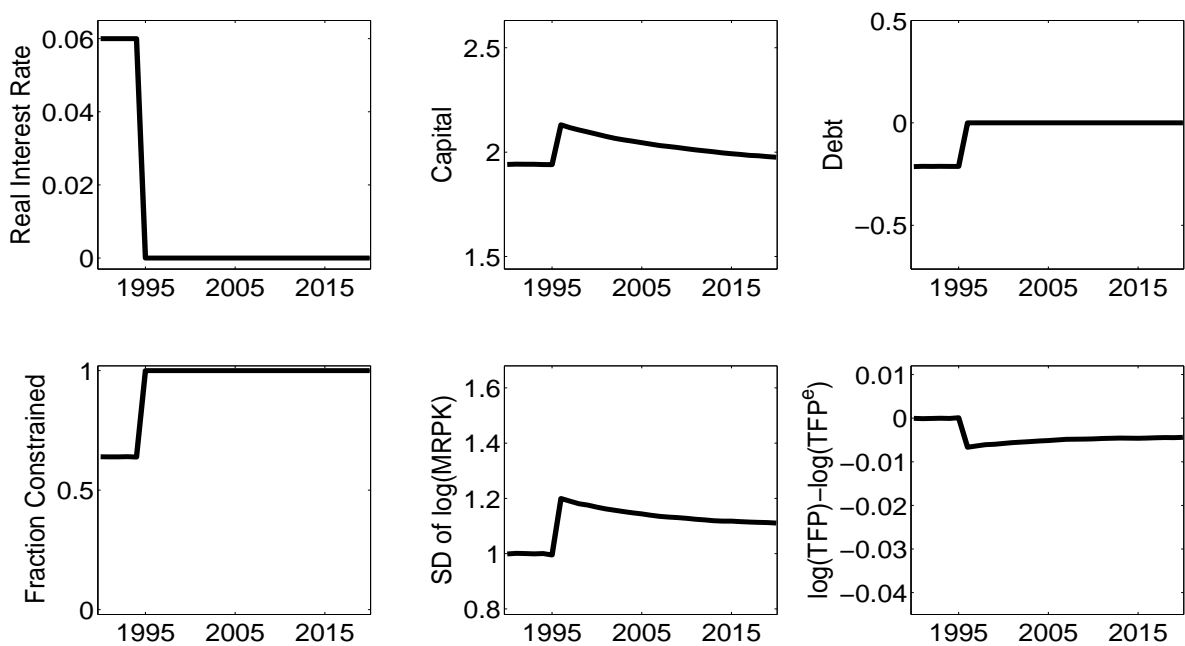 Real Interest Rate
0.06
0.04
0.02
0
1995 2005 2015
Capital
2.5
2
1.5
1995 2005 2015
Debt
0.5
0
−0.5
1995 2005 2015
Fraction Constrained
1
0.5
0
1995 2005 2015
SD of log(MRPK)
1.6
1.4
1.2
1
0.8
1995 2005 2015
log(TFP)−log(TFPᵉ)
0.01
0
−0.01
−0.02
−0.03
−0.04
1995 2005 2015